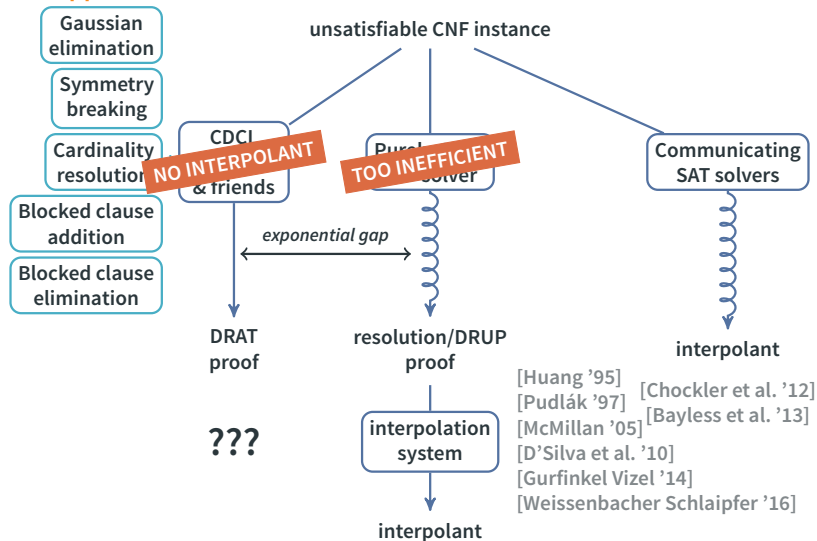 unsatisfiable CNF instance
Gaussian
elimination
Symmetry
breaking
Cardinality
resolution
Blocked clause
addition
Blocked clause
elimination
CDCL
NO INTERPOLANT
& friends
TOO INEFFICIENT
Communicating
SAT solvers
exponential gap
DRAT
proof
???
resolution/DRUP
proof
interpolation
system
interpolant
interpolant
[Huang ’95]
[Pudlák ’97]
[McMillan ’05]
[D’Silva et al. ’10]
[Gurfinkel Vizel ’14]
[Weissenbacher Schlaipfer ’16]
[Chockler et al. ’12]
[Bayless et al. ’13]